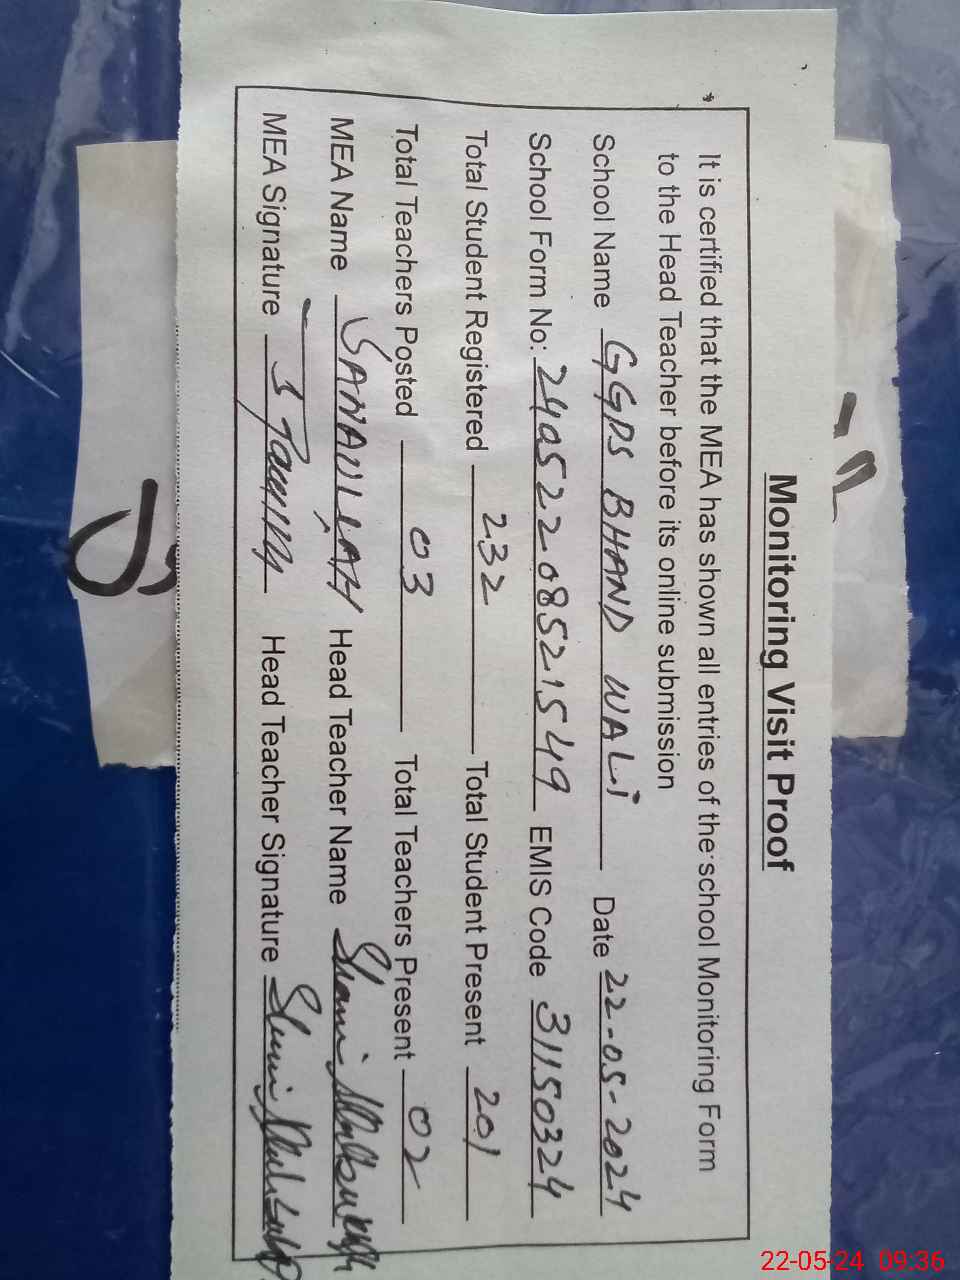 Monitoring Visit Proof
It is certified that the MEA has shown all entries of the school Monitoring Form
to the Head Teacher before its online submission
School Name GGPS BHAND WALi Date 22-05-2024
School Form No: 24052208521549 EMIS Code 31150324
Total Student Registered 232 Total Student Present 201
Total Teachers Posted 03 Total Teachers Present 02
MEA Name SANAULLAH Head Teacher Name
MEA Signature Head Teacher Signature
22-05-24 09:36